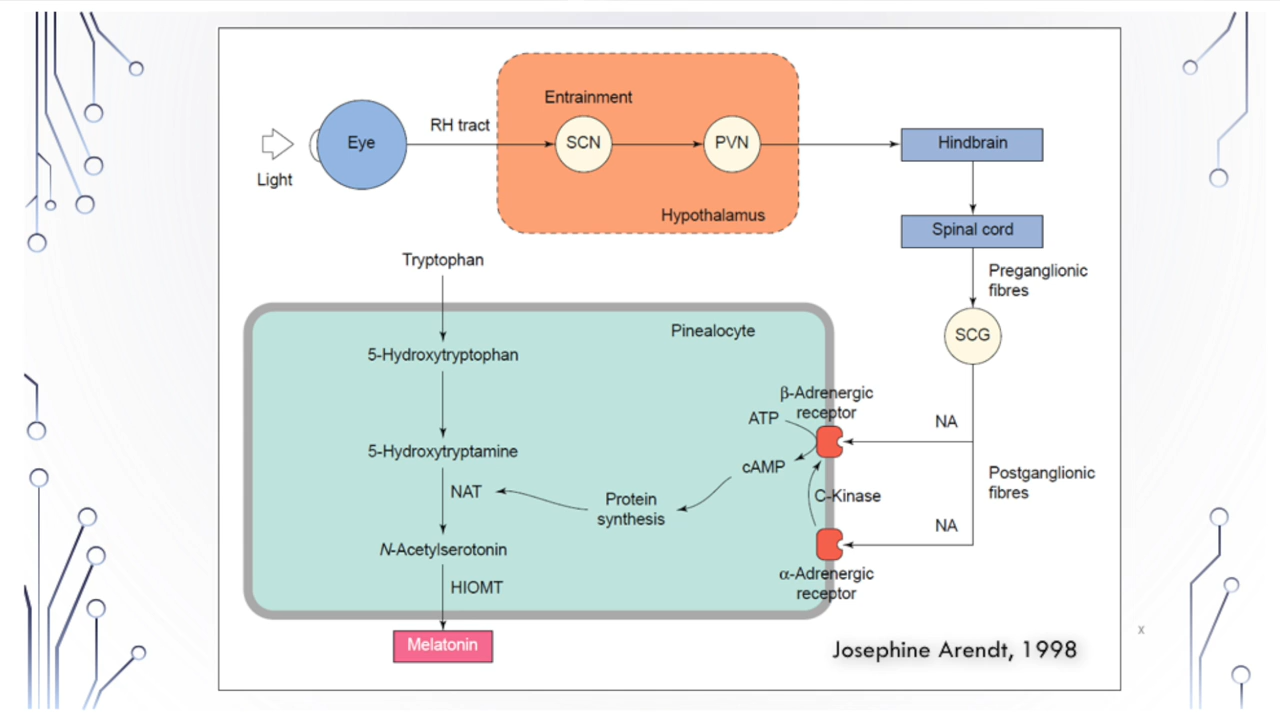 Light
Eye
RH tract
Entrainment
SCN
PVN
Hypothalamus
Hindbrain
Spinal cord
Preganglionic
fibres
SCG
NA
Postganglionic
fibres
NA
Tryptophan
Pinealocyte
5-Hydroxytryptophan
β-Adrenergic
receptor
ATP
5-Hydroxytryptamine
cAMP
NAT
Protein
synthesis
C-Kinase
N-Acetylserotonin
α-Adrenergic
receptor
HIOMT
Melatonin
Josephine Arendt, 1998
x